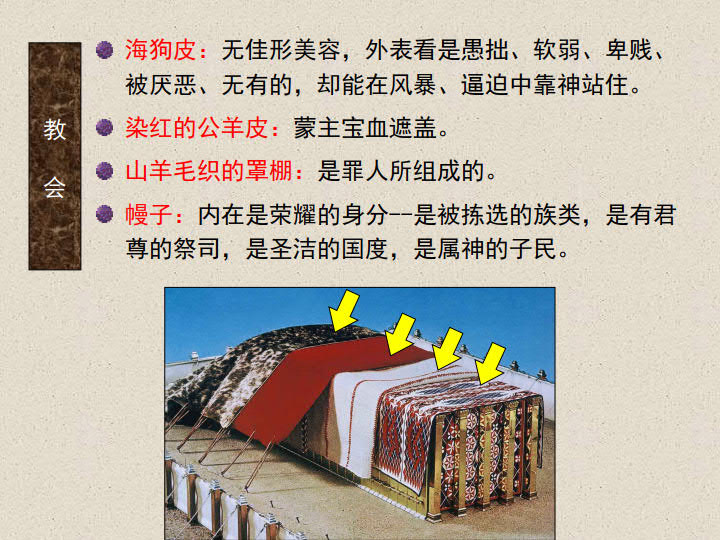 教
会
海狗皮：无佳形美容，外表看是愚拙、软弱、卑贱、
被厌恶、无有的，却能在风暴、逼迫中靠神站住。
染红的公羊皮：蒙主宝血遮盖。
山羊毛织的罩棚：是罪人所组成的。
幔子：内在是荣耀的身分--是被拣选的族类，是有君
尊的祭司，是圣洁的国度，是属神的子民。